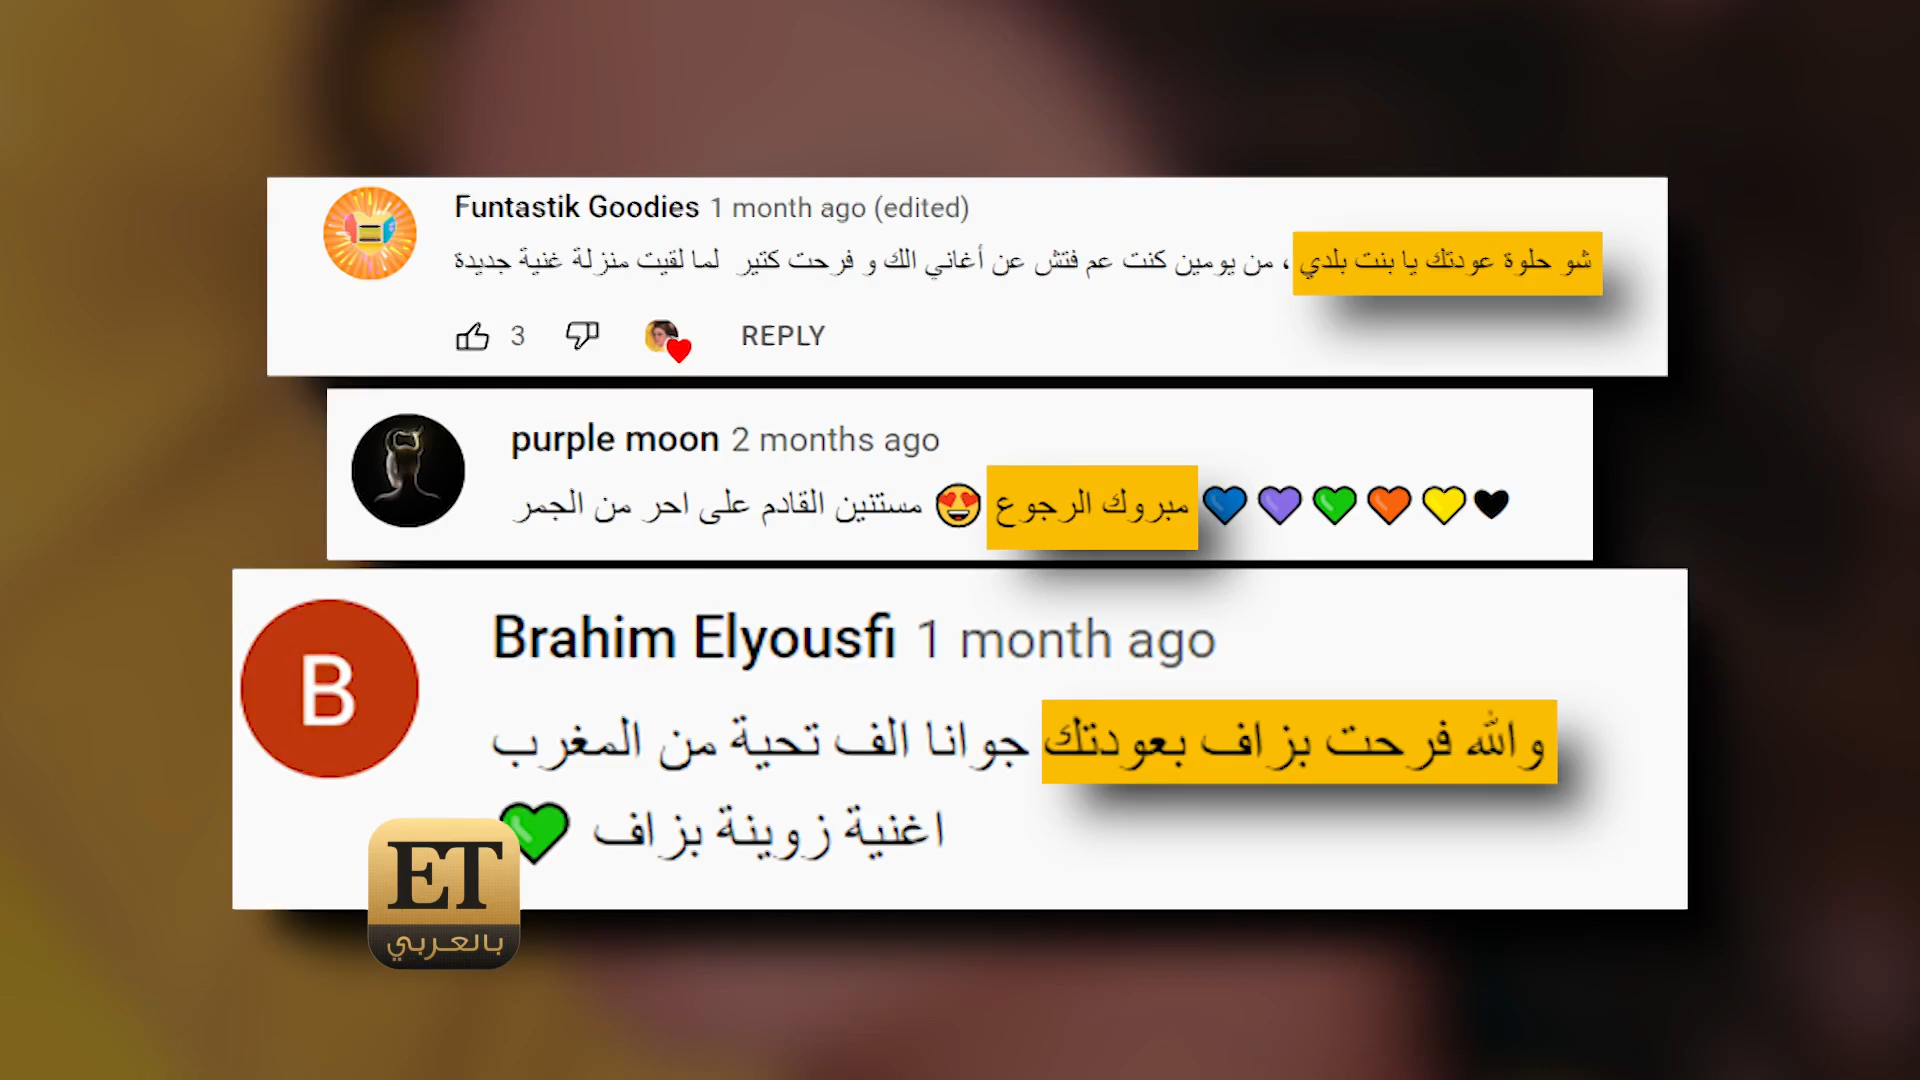 Funtastik Goodies 1 month ago (edited)
شو حلوة عودتك يا بنت بلدي ، من يومين كنت عم فتش عن أغاني الك و فرحت كتير لما لقيت منزلة غنية جديدة
3 REPLY
purple moon 2 months ago
🖤💛🧡💚💜💙 مبروك الرجوع 😍 مستنين القادم على احر من الجمر
B
Brahim Elyousfi 1 month ago
والله فرحت بزاف بعودتك جوانا الف تحية من المغرب
اغنية زوينة بزاف 💚
ET
بالعربي